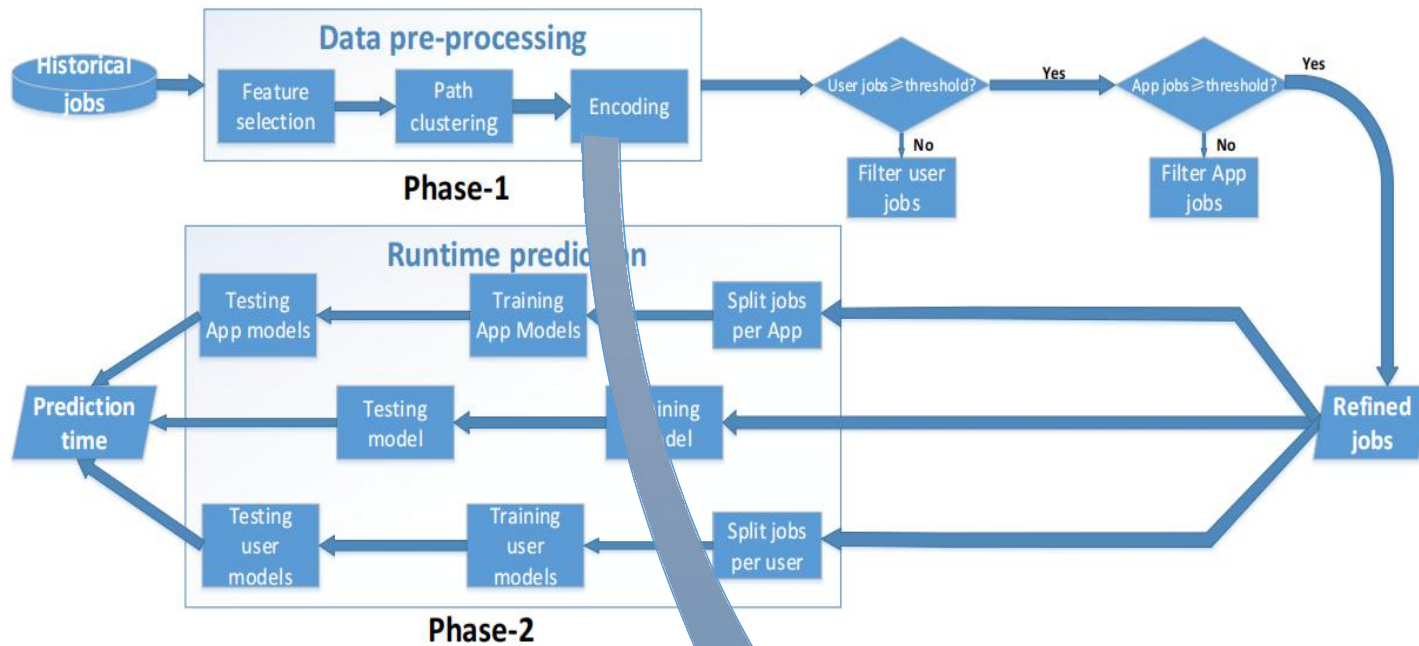 Data pre-processing
Historical
jobs
Feature
selection
Path
clustering
Encoding
User jobs≥threshold?
Yes
App jobs≥threshold?
Yes
No
No
Filter user
jobs
Filter App
jobs
Phase-1
Runtime
Testing
App models
Training
App Models
Split jobs
per App
Prediction
time
Testing
model
Refined
jobs
Testing
user
models
Training
user
models
Split jobs
per user
Phase-2